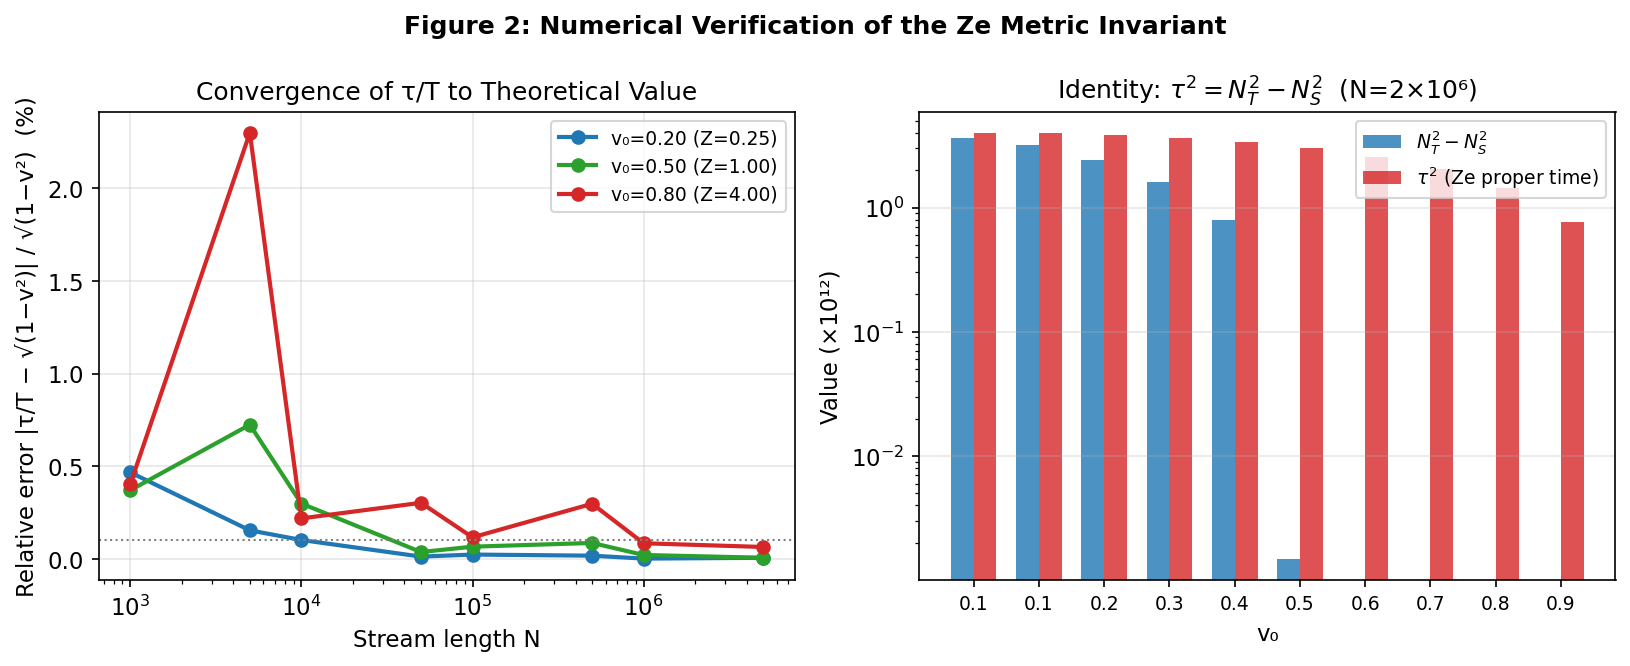 Figure 2: Numerical Verification of the Ze Metric Invariant
Convergence of τ/T to Theoretical Value
Relative error |τ/T − √(1−v²)| / √(1−v²) (%)
2.0
1.5
1.0
0.5
0.0
v₀=0.20 (Z=0.25)
v₀=0.50 (Z=1.00)
v₀=0.80 (Z=4.00)
10³
10⁴
10⁵
10⁶
Stream length N
Identity: τ² = N_T² − N_S² (N=2×10⁶)
Value (×10¹²)
10⁰
10⁻¹
10⁻²
N_T² − N_S²
τ² (Ze proper time)
0.1 0.1 0.2 0.3 0.4 0.5 0.6 0.7 0.8 0.9
v₀